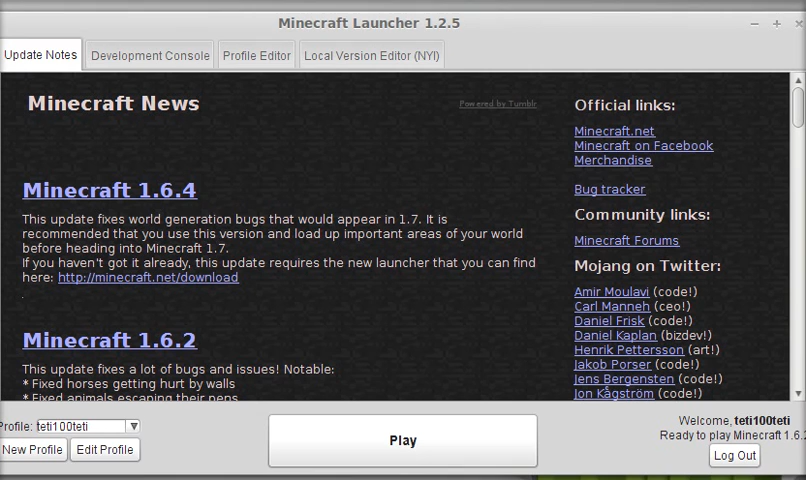 Minecraft Launcher 1.2.5
Update Notes
Development Console
Profile Editor
Local Version Editor (NYI)
Minecraft News
Powered by Tumblr
Minecraft 1.6.4
This update fixes world generation bugs that would appear in 1.7. It is
recommended that you use this version and load up important areas of your world
before heading into Minecraft 1.7.
If you haven't got it already, this update requires the new launcher that you can find
here: http://minecraft.net/download
.
Minecraft 1.6.2
This update fixes a lot of bugs and issues! Notable:
* Fixed horses getting hurt by walls
* Fixed animals escaping their pens
Official links:
Minecraft.net
Minecraft on Facebook
Merchandise
Bug tracker
Community links:
Minecraft Forums
Mojang on Twitter:
Amir Moulavi (code!)
Carl Manneh (ceo!)
Daniel Frisk (code!)
Daniel Kaplan (bizdev!)
Henrik Pettersson (art!)
Jakob Porser (code!)
Jens Bergensten (code!)
Jon Kågström (code!)
Profile: teti100teti
New Profile
Edit Profile
Play
Welcome, teti100teti
Ready to play Minecraft 1.6.2
Log Out